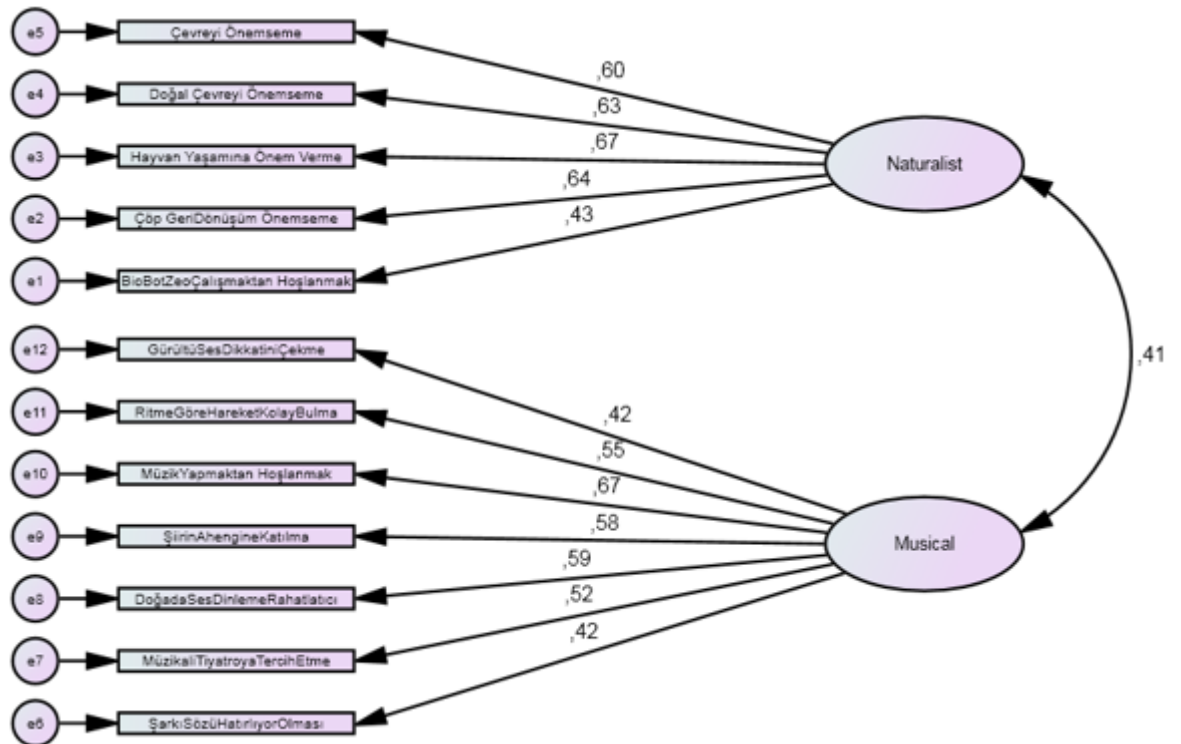 e5
Çevreyi Önemseme
,60
e4
Doğal Çevreyi Önemseme
,63
e3
Hayvan Yaşamına Önem Verme
,67
Naturalist
e2
Çöp GeriDönüşüm Önemseme
,64
e1
BioBotZeoÇalışmaktan Hoşlanmak
,43
,41
e12
GürültüSesDikkatiniÇekme
,42
e11
RitmeGöreHareketKolayBulma
,55
e10
MüzikYapmaktan Hoşlanmak
,67
e9
ŞiirinAhengineKatılma
,58
Musical
e8
DoğadaSesDinlemeRahatlatıcı
,59
e7
MüzikaliTiyatroyaTercihEtme
,52
e6
ŞarkıSözüHatırlıyorOlması
,42